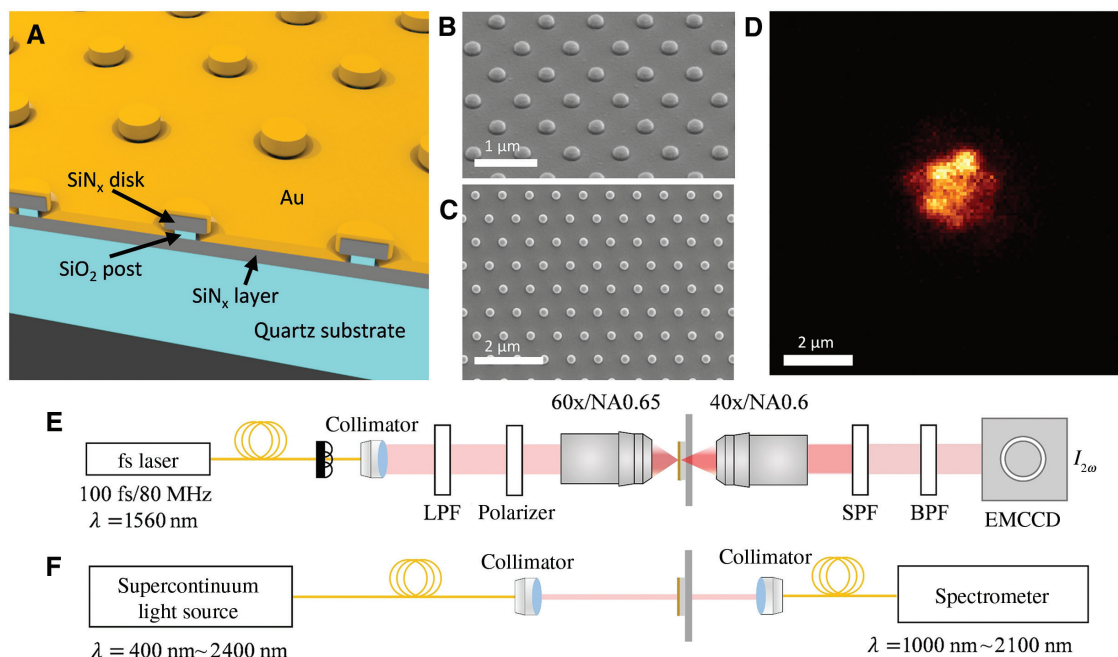 A
SiNx disk
Au
SiO2 post
SiNx layer
Quartz substrate
B
1 μm
C
2 μm
D
2 μm
E
60x/NA0.65
40x/NA0.6
Collimator
fs laser
100 fs/80 MHz
λ =1560 nm
LPF
Polarizer
SPF
BPF
EMCCD
I2ω
F
Collimator
Collimator
Supercontinuum
light source
Spectrometer
λ = 400 nm~2400 nm
λ =1000 nm~2100 nm